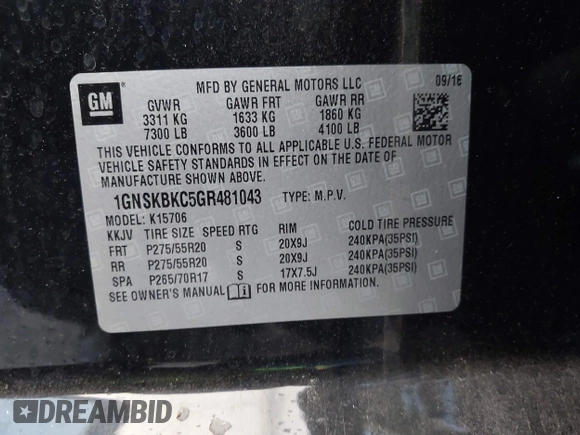 MFD BY GENERAL MOTORS LLC 09/16
GM
GVWR GAWR FRT GAWR RR
3311 KG 1633 KG 1860 KG
7300 LB 3600 LB 4100 LB
THIS VEHICLE CONFORMS TO ALL APPLICABLE U.S. FEDERAL MOTOR
VEHICLE SAFETY STANDARDS IN EFFECT ON THE DATE OF
MANUFACTURE SHOWN ABOVE.
1GNSKBKC5GR481043 TYPE: M.P.V.
MODEL: K15706
KKJV TIRE SIZE SPEED RTG RIM COLD TIRE PRESSURE
FRT P275/55R20 S 20X9J 240KPA(35PSI)
RR P275/55R20 S 20X9J 240KPA(35PSI)
SPA P265/70R17 S 17X7.5J 240KPA(35PSI)
SEE OWNER'S MANUAL FOR MORE INFORMATION.
DREAMBID